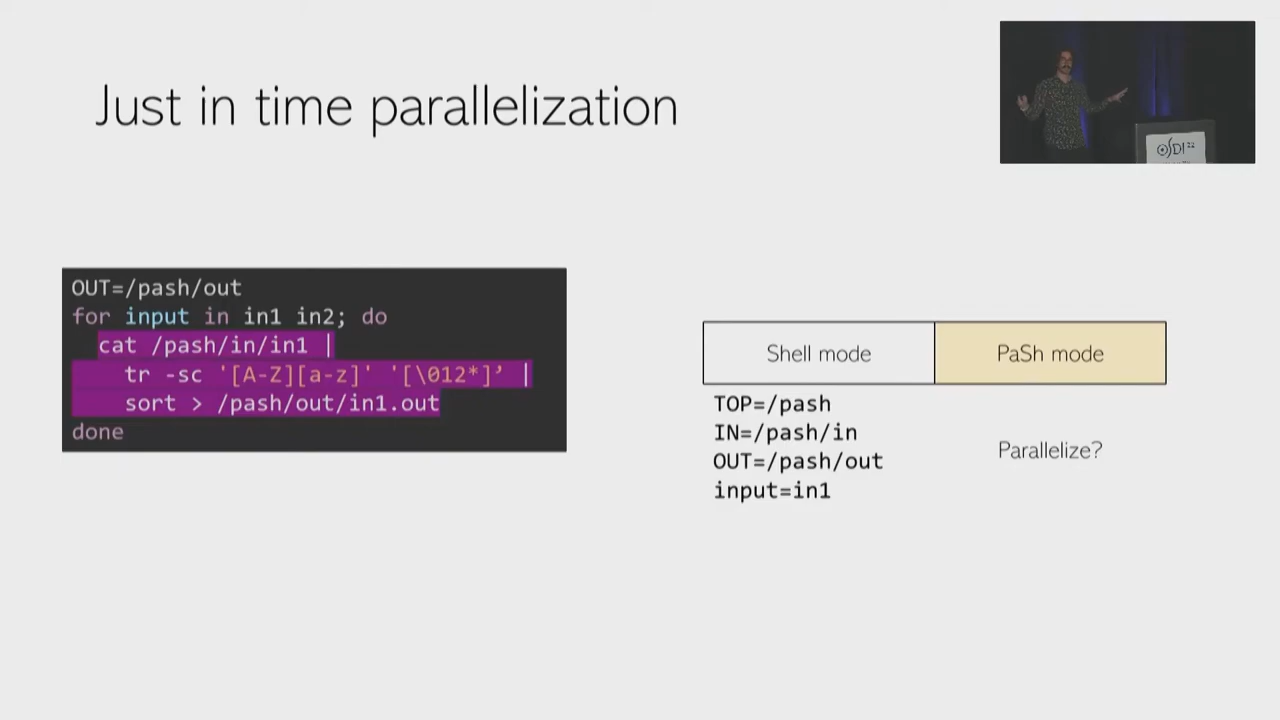 Just in time parallelization
OSDI '22
OUT=/pash/out
for input in in1 in2; do
cat /pash/in/in1 |
tr -sc '[A-Z][a-z]' '[\012*]’ |
sort > /pash/out/in1.out
done
Shell mode
PaSh mode
TOP=/pash
IN=/pash/in
OUT=/pash/out
input=in1
Parallelize?